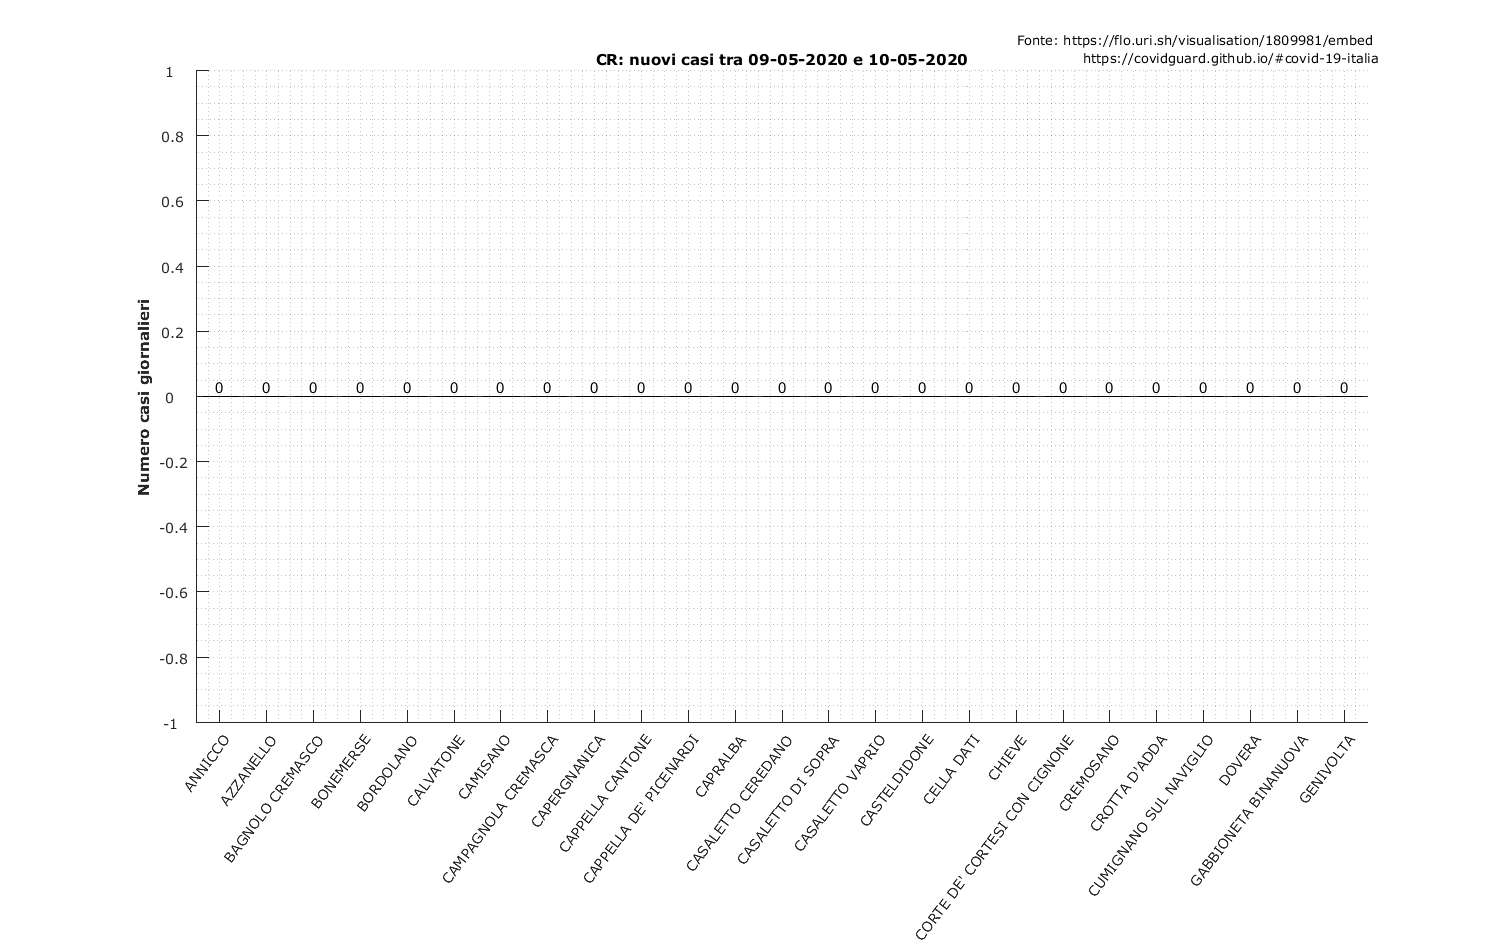 Fonte: https://flo.uri.sh/visualisation/1809981/embed
https://covidguard.github.io/#covid-19-italia
CR: nuovi casi tra 09-05-2020 e 10-05-2020
Numero casi giornalieri
1
0.8
0.6
0.4
0.2
0
-0.2
-0.4
-0.6
-0.8
-1
0 0 0 0 0 0 0 0 0 0 0 0 0 0 0 0 0 0 0 0 0 0 0 0 0
ANNICCO
AZZANELLO
BAGNOLO CREMASCO
BONEMERSE
BORDOLANO
CALVATONE
CAMISANO
CAMPAGNOLA CREMASCA
CAPERGNANICA
CAPPELLA CANTONE
CAPPELLA DE' PICENARDI
CAPRALBA
CASALETTO CEREDANO
CASALETTO DI SOPRA
CASALETTO VAPRIO
CASTELDIDONE
CELLA DATI
CHIEVE
CORTE DE' CORTESI CON CIGNONE
CREMOSANO
CROTTA D'ADDA
CUMIGNANO SUL NAVIGLIO
DOVERA
GABBIONETA BINANUOVA
GENIVOLTA